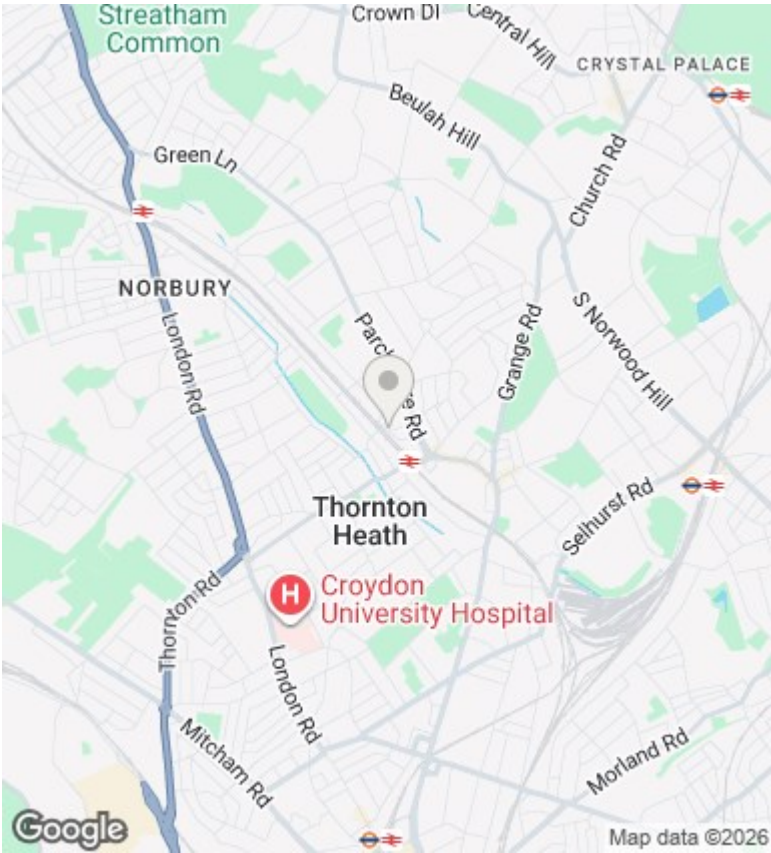 Streatham
Common
Crown Dl
Central Hill
CRYSTAL PALACE
Beulah Hill
Green Ln
Church Rd
NORBURY
London Rd
S Norwood Hill
Grange Rd
Rd
Thornton
Heath
Selhurst Rd
H
Croydon
University Hospital
Thornton Rd
London Rd
Mitcham Rd
Morland Rd
Google
Map data ©2026